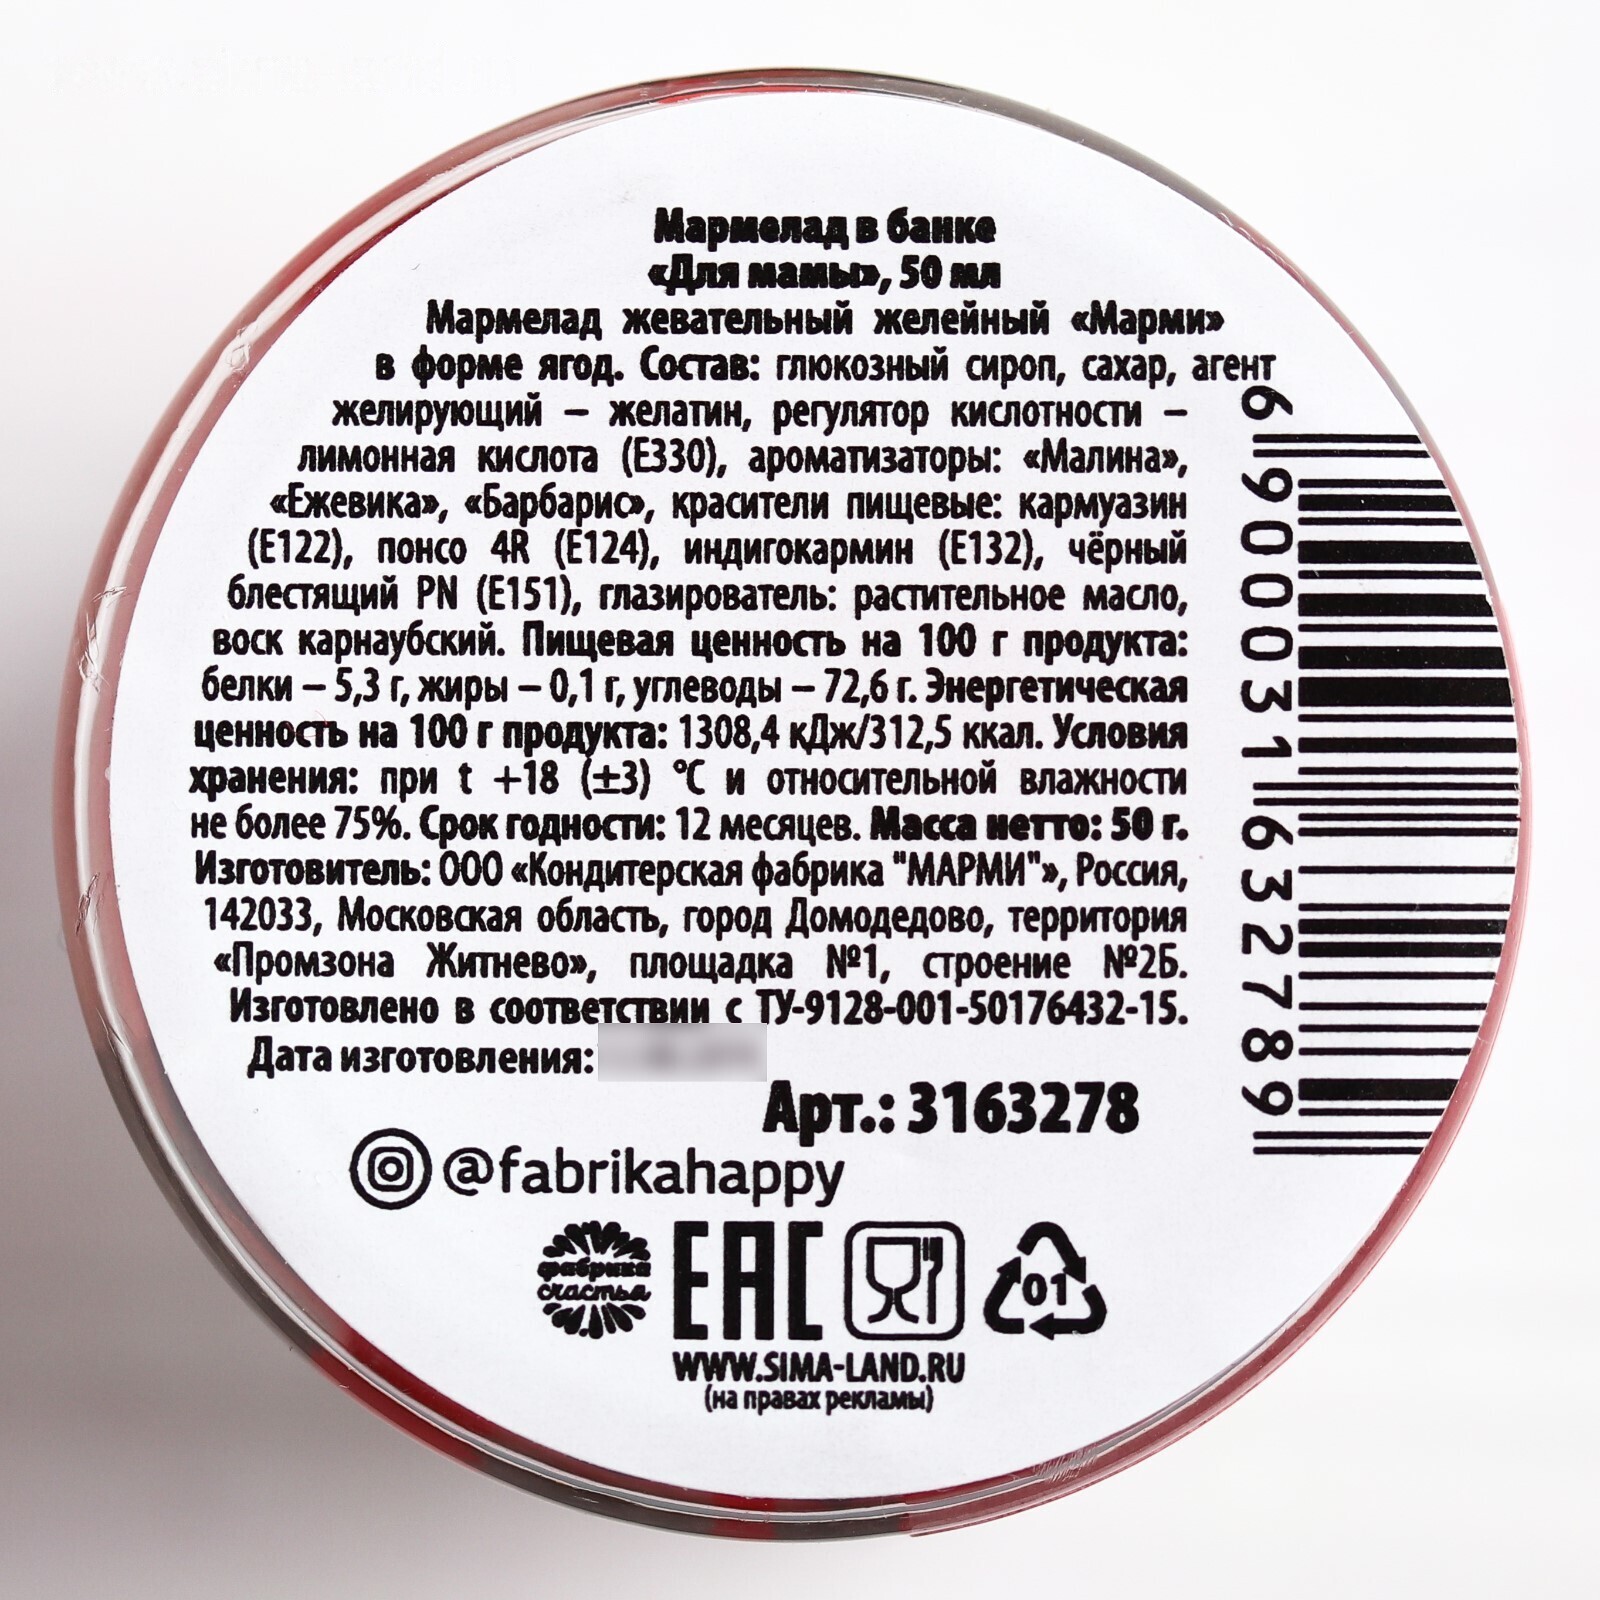 Мармелад в банке
«Для мамы», 50 мл
Мармелад жевательный желейный «Марми»
в форме ягод. Состав: глюкозный сироп, сахар, агент
желирующий – желатин, регулятор кислотности –
лимонная кислота (Е330), ароматизаторы: «Малина»,
«Ежевика», «Барбарис», красители пищевые: кармуазин
(Е122), понсо 4R (Е124), индигокармин (Е132), чёрный
блестящий PN (Е151), глазирователь: растительное масло,
воск карнаубский. Пищевая ценность на 100 г продукта:
белки – 5,3 г, жиры – 0,1 г, углеводы – 72,6 г. Энергетическая
ценность на 100 г продукта: 1308,4 кДж/312,5 ккал. Условия
хранения: при t +18 (±3) °С и относительной влажности
не более 75%. Срок годности: 12 месяцев. Масса нетто: 50 г.
Изготовитель: ООО «Кондитерская фабрика "МАРМИ"», Россия,
142033, Московская область, город Домодедово, территория
«Промзона Житнево», площадка №1, строение №2Б.
Изготовлено в соответствии с ТУ-9128-001-50176432-15.
Дата изготовления:
Арт.: 3163278
@fabrikahappy
фабрика
счастья
EAC
01
WWW.SIMA-LAND.RU
(на правах рекламы)
6 900031 632789